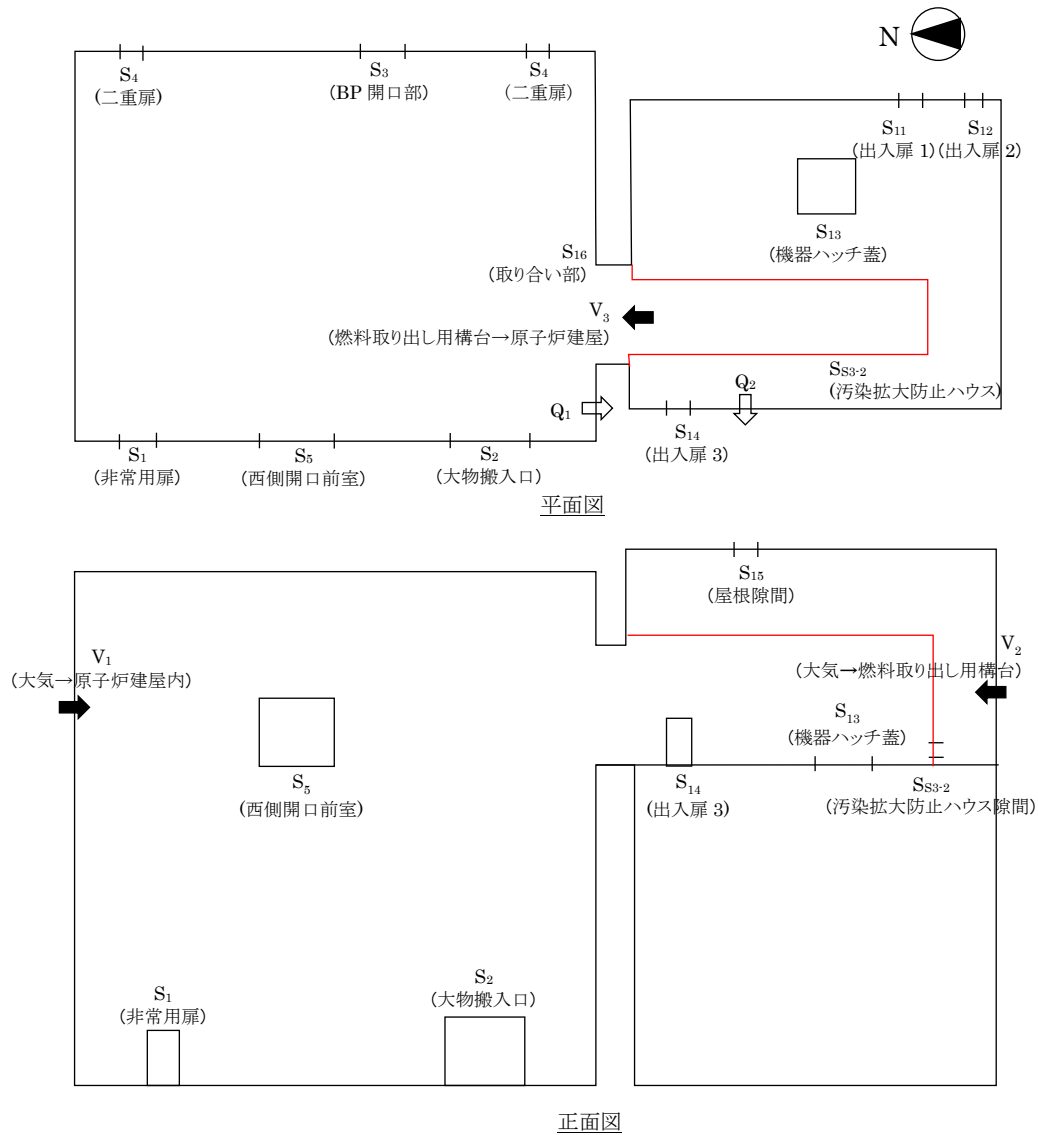 N
S4
(二重扉)
S3
(BP 開口部)
S4
(二重扉)
S11
(出入扉 1)
S12
(出入扉 2)
S13
(機器ハッチ蓋)
S16
(取り合い部)
V3
(燃料取り出し用構台→原子炉建屋)
SS3-2
(汚染拡大防止ハウス)
Q1
Q2
S14
(出入扉 3)
S1
(非常用扉)
S5
(西側開口前室)
S2
(大物搬入口)
平面図
S15
(屋根隙間)
V1
(大気→原子炉建屋内)
V2
(大気→燃料取り出し用構台)
S13
(機器ハッチ蓋)
S5
(西側開口前室)
S14
(出入扉 3)
SS3-2
(汚染拡大防止ハウス隙間)
S1
(非常用扉)
S2
(大物搬入口)
正面図